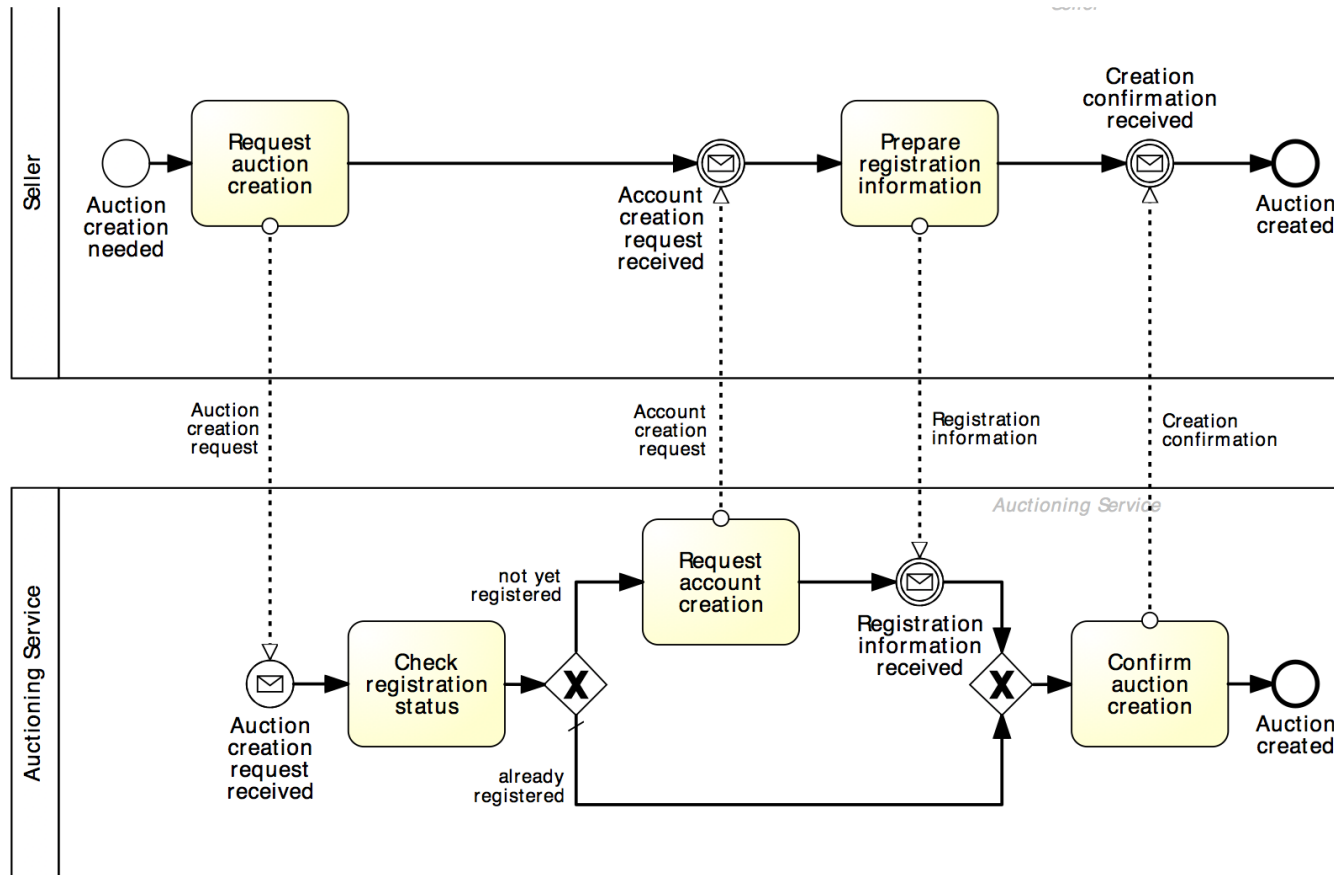 Seller
Auction
creation
needed
Request
auction
creation
Account
creation
request
received
Prepare
registration
information
Creation
confirmation
received
Auction
created
Auction
creation
request
Account
creation
request
Registration
information
Creation
confirmation
Auctioning Service
Auctioning Service
Auction
creation
request
received
Check
registration
status
not yet
registered
already
registered
Request
account
creation
Registration
information
received
Confirm
auction
creation
Auction
created